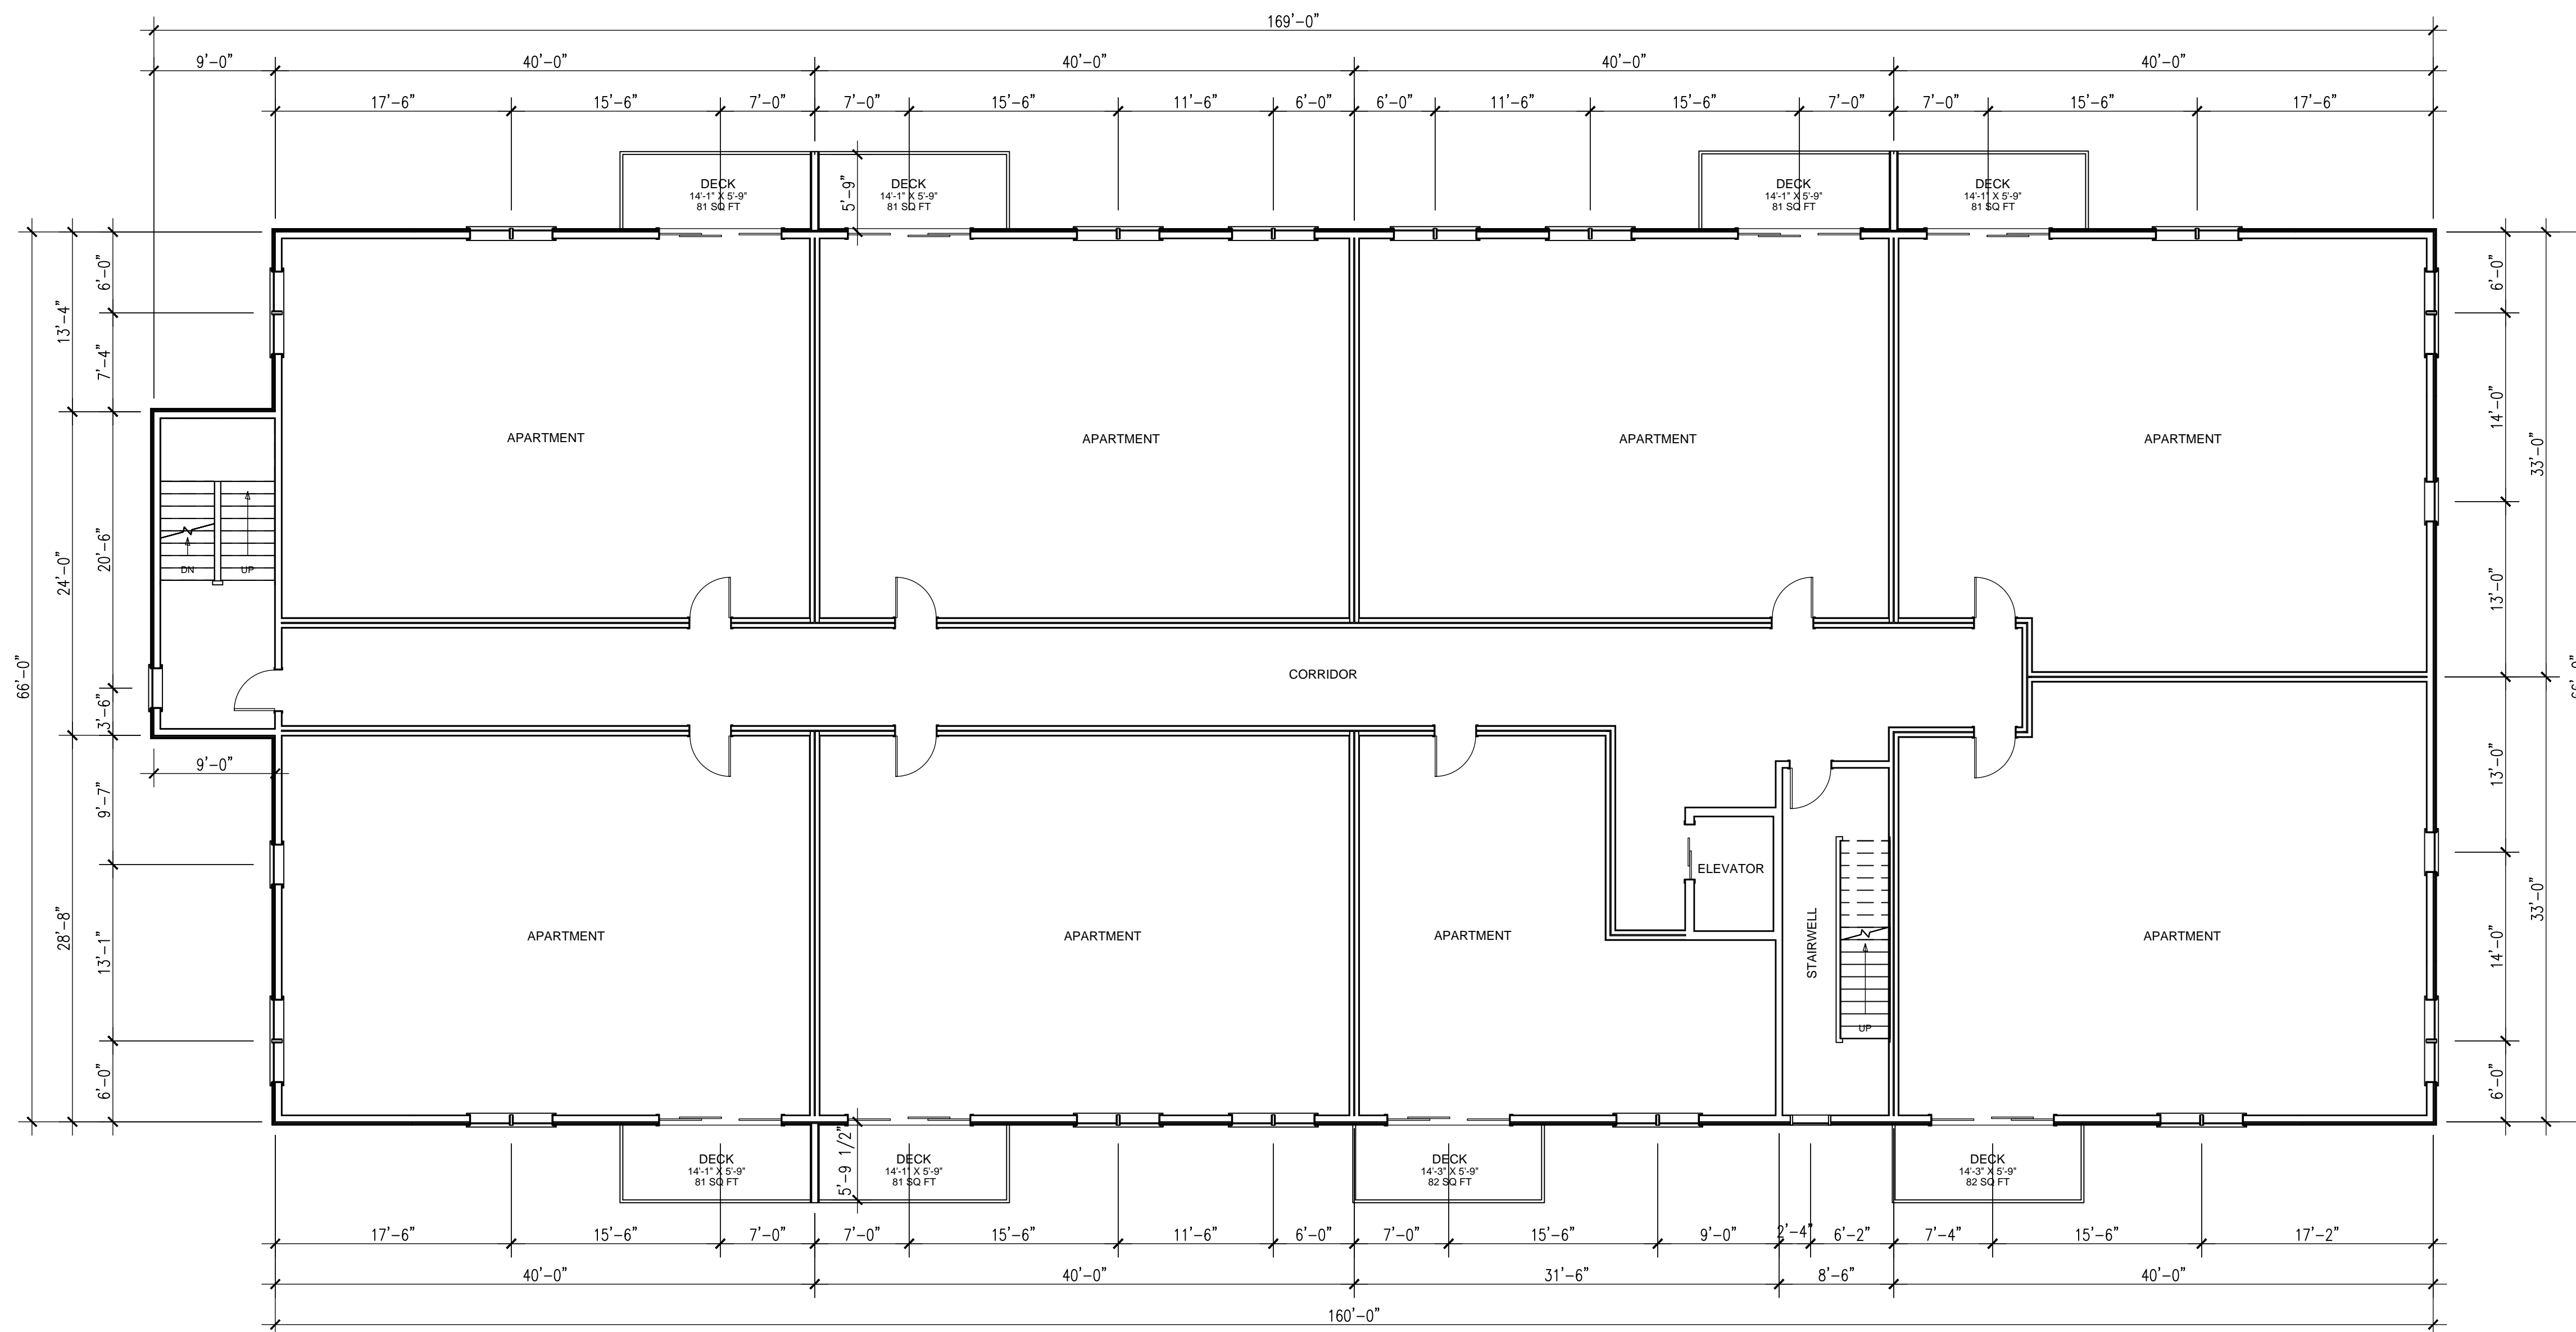 169'-0"
9'-0" 40'-0" 40'-0" 40'-0" 40'-0"
17'-6" 15'-6" 7'-0" 7'-0" 15'-6" 11'-6" 6'-0" 6'-0" 11'-6" 15'-6" 7'-0" 7'-0" 15'-6" 17'-6"
DECK
14'-1" X 5'-9"
81 SQ FT
DECK
14'-1" X 5'-9"
81 SQ FT
5'-9"
DECK
14'-1" X 5'-9"
81 SQ FT
DECK
14'-1" X 5'-9"
81 SQ FT
66'-0"
13'-4"
24'-0"
28'-8"
6'-0"
7'-4"
20'-6"
3'-6"
9'-7"
13'-1"
6'-0"
9'-0"
APARTMENT
APARTMENT
APARTMENT
APARTMENT
DN
UP
CORRIDOR
ELEVATOR
STAIRWELL
UP
APARTMENT
APARTMENT
APARTMENT
APARTMENT
6'-0"
14'-0"
13'-0"
13'-0"
14'-0"
6'-0"
33'-0"
33'-0"
DECK
14'-1" X 5'-9"
81 SQ FT
5'-9 1/2"
DECK
14'-1" X 5'-9"
81 SQ FT
DECK
14'-3" X 5'-9"
82 SQ FT
DECK
14'-3" X 5'-9"
82 SQ FT
17'-6" 15'-6" 7'-0" 7'-0" 15'-6" 11'-6" 6'-0" 7'-0" 15'-6" 9'-0" 2'-4" 6'-2" 7'-4" 15'-6" 17'-2"
40'-0" 40'-0" 31'-6" 8'-6" 40'-0"
160'-0"